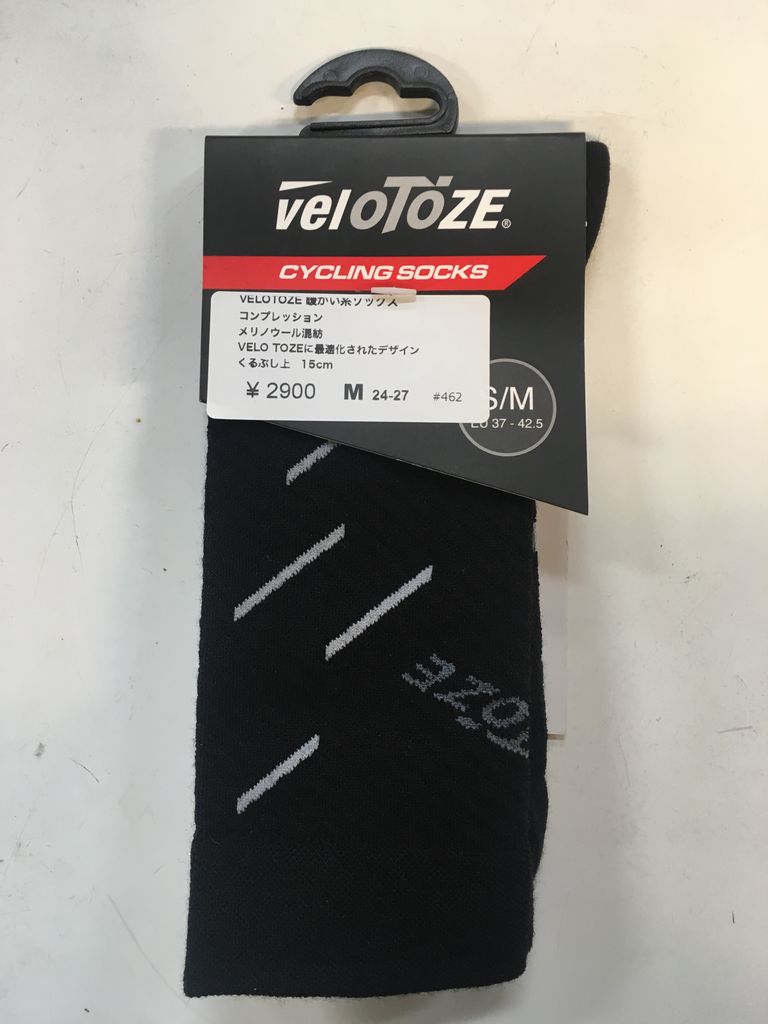 veloToZE®
CYCLING SOCKS
VELOTOZE 暖かい糸ソックス
コンプレッション
メリノウール混紡
VELO TOZEに最適化されたデザイン
くるぶし上 15cm
¥ 2900 M 24-27 #462
S/M
EU 37 - 42.5
TOZE